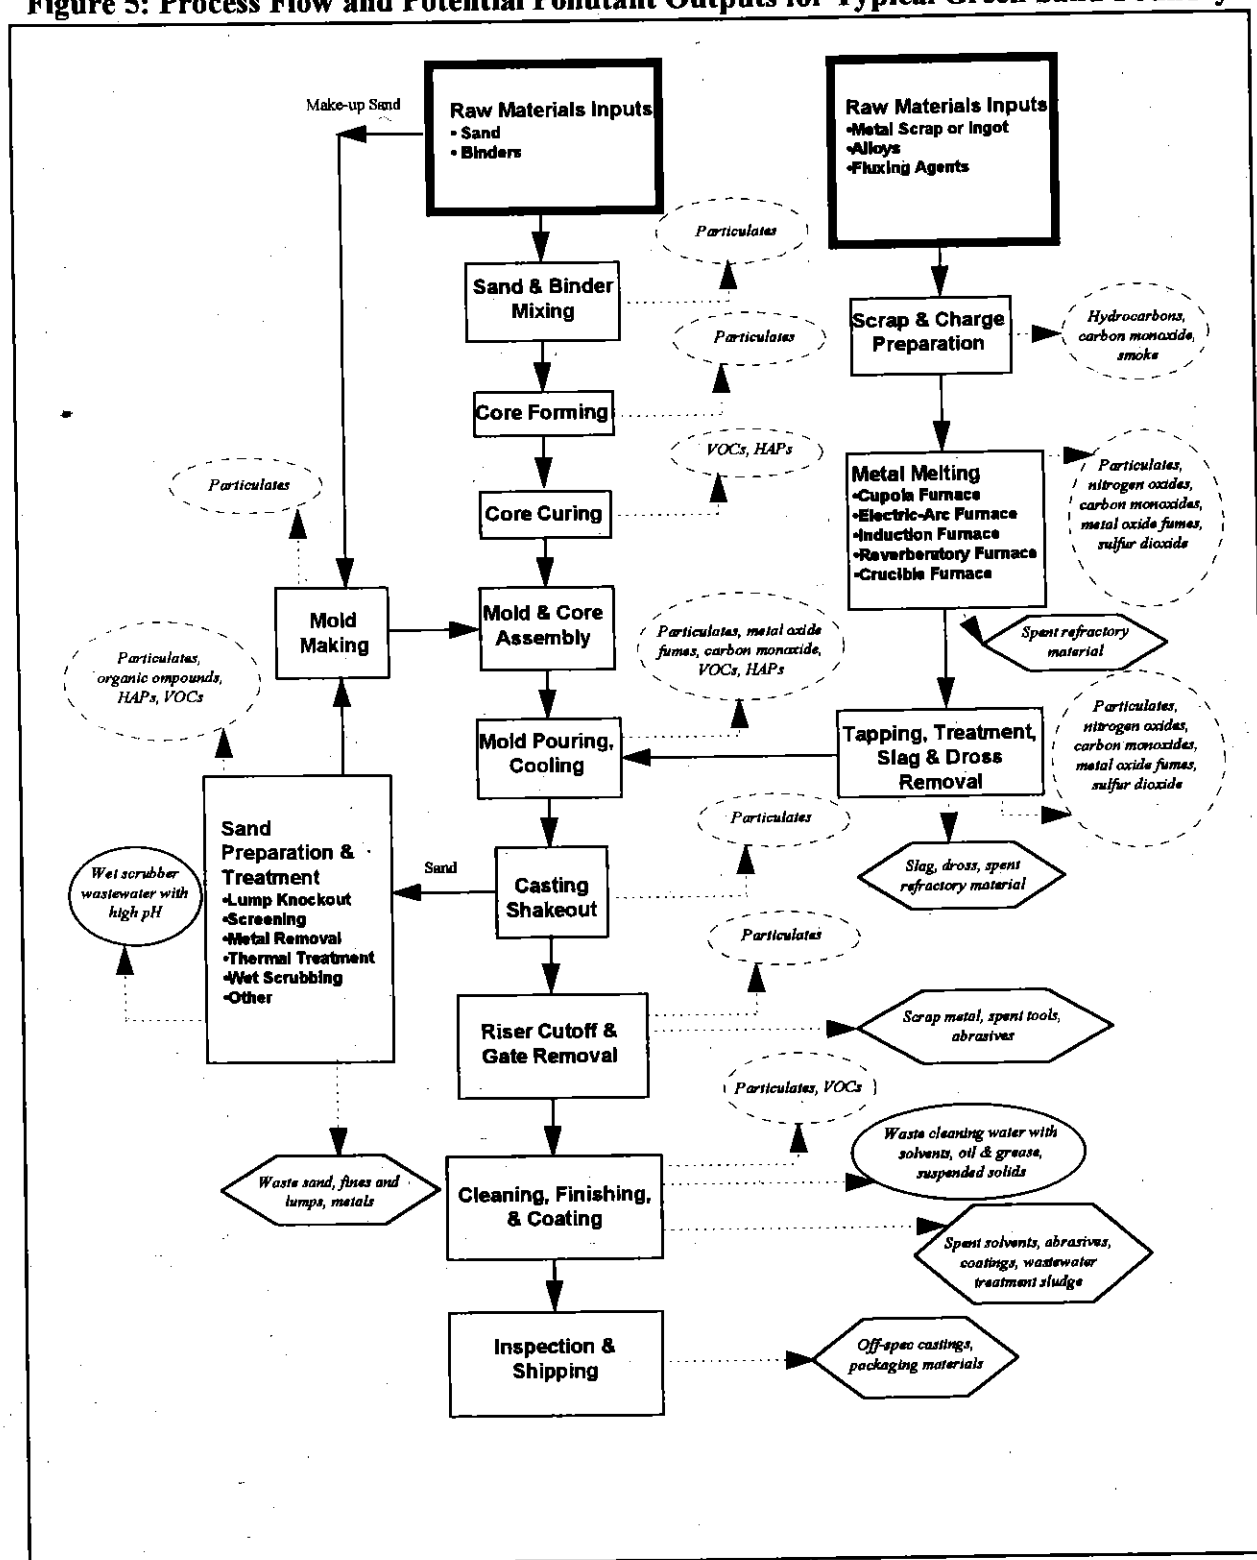 Figure 5: Process Flow and Potential Pollutant Outputs for Typical Green Sand Foundry
Make-up Sand
Raw Materials Inputs
• Sand
• Binders
Raw Materials Inputs
•Metal Scrap or Ingot
•Alloys
•Fluxing Agents
Particulates
Sand & Binder
Mixing
Scrap & Charge
Preparation
Hydrocarbons,
carbon monoxide,
smoke
Particulates
Core Forming
VOCs, HAPs
Particulates
Core Curing
Metal Melting
•Cupola Furnace
•Electric-Arc Furnace
•Induction Furnace
•Reverberatory Furnace
•Crucible Furnace
Particulates,
nitrogen oxides,
carbon monoxides,
metal oxide fumes,
sulfur dioxide
Mold
Making
Mold & Core
Assembly
Particulates, metal oxide
fumes, carbon monoxide,
VOCs, HAPs
Spent refractory
material
Particulates,
organic ompounds,
HAPs, VOCs
Mold Pouring,
Cooling
Tapping, Treatment,
Slag & Dross
Removal
Particulates,
nitrogen oxides,
carbon monoxides,
metal oxide fumes,
sulfur dioxide
Particulates
Sand
Preparation &
Treatment
•Lump Knockout
•Screening
•Metal Removal
•Thermal Treatment
•Wet Scrubbing
•Other
Wet scrubber
wastewater with
high pH
Sand
Casting
Shakeout
Slag, dross, spent
refractory material
Particulates
Riser Cutoff &
Gate Removal
Scrap metal, spent tools,
abrasives
Particulates, VOCs
Waste cleaning water with
solvents, oil & grease,
suspended solids
Waste sand, fines and
lumps, metals
Cleaning, Finishing,
& Coating
Spent solvents, abrasives,
coatings, wastewater
treatment sludge
Inspection &
Shipping
Off-spec castings,
packaging materials